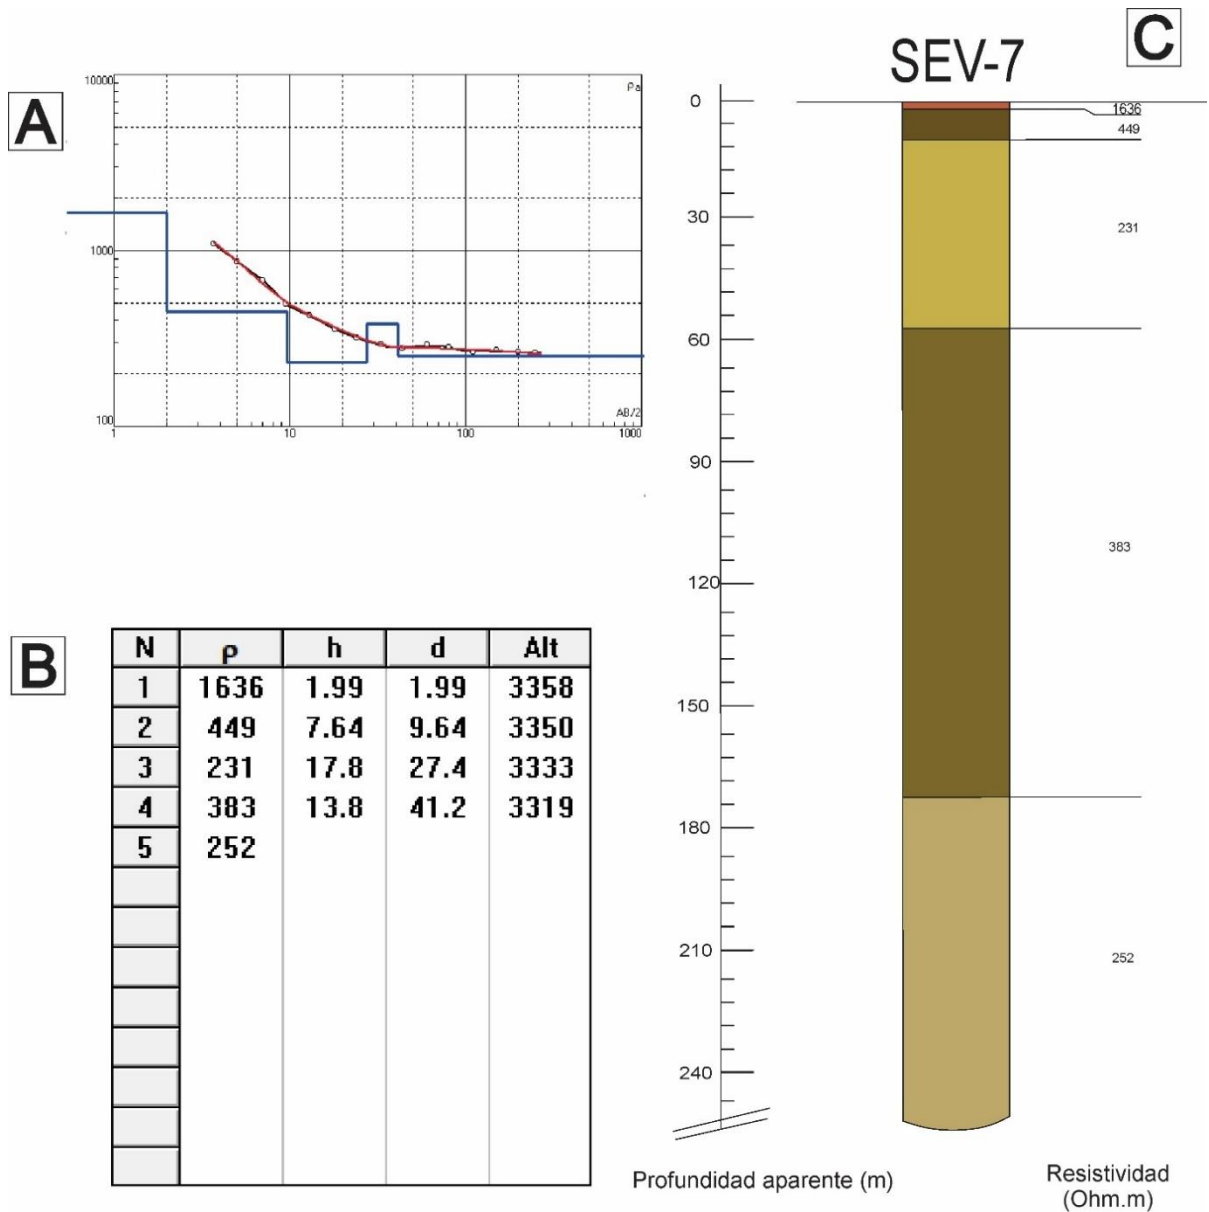 A
10000
1000
100
ρa
AB/2
1
10
100
1000
B
N ρ h d Alt
1 1636 1.99 1.99 3358
2 449 7.64 9.64 3350
3 231 17.8 27.4 3333
4 383 13.8 41.2 3319
5 252
C
SEV-7
0
30
60
90
120
150
180
210
240
1636
449
231
383
252
Profundidad aparente (m)
Resistividad
(Ohm.m)